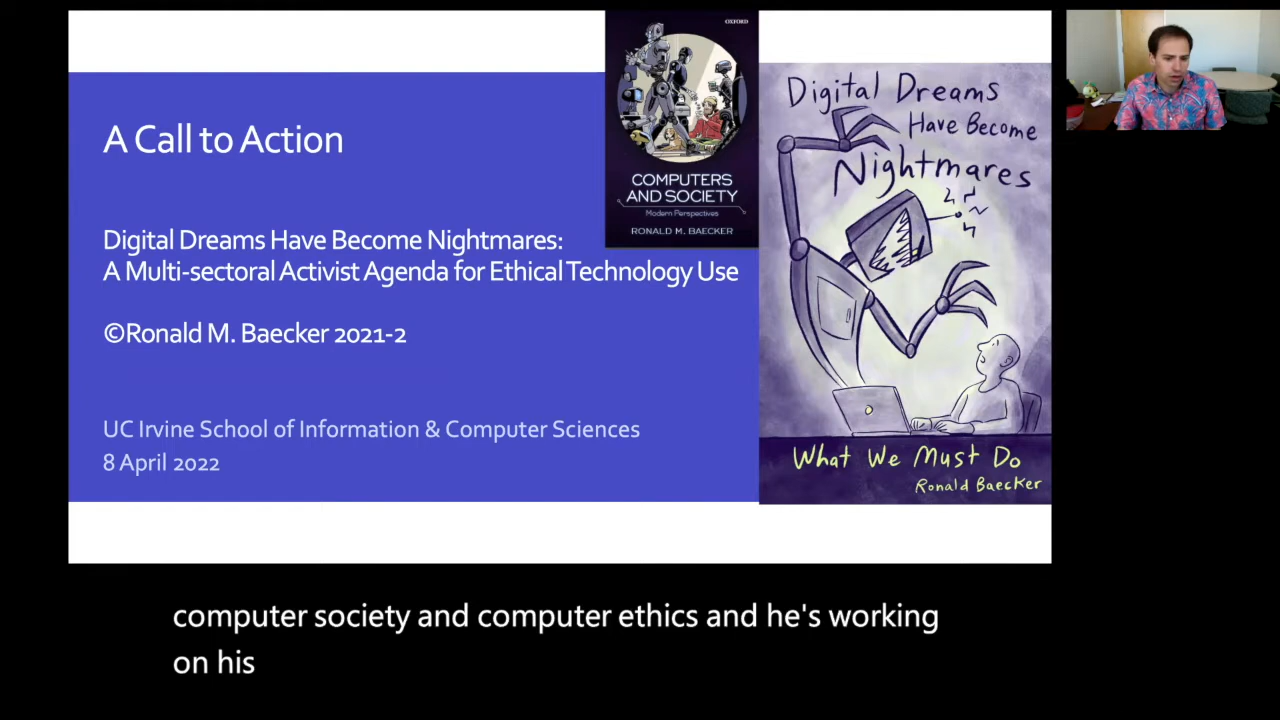 A Call to Action
Digital Dreams Have Become Nightmares:
A Multi-sectoral Activist Agenda for Ethical Technology Use
©Ronald M. Baecker 2021-2
UC Irvine School of Information & Computer Sciences
8 April 2022
OXFORD
COMPUTERS
AND SOCIETY
Modern Perspectives
RONALD M. BAECKER
Digital Dreams
Have Become
Nightmares
What We Must Do
Ronald Baecker
computer society and computer ethics and he's working
on his